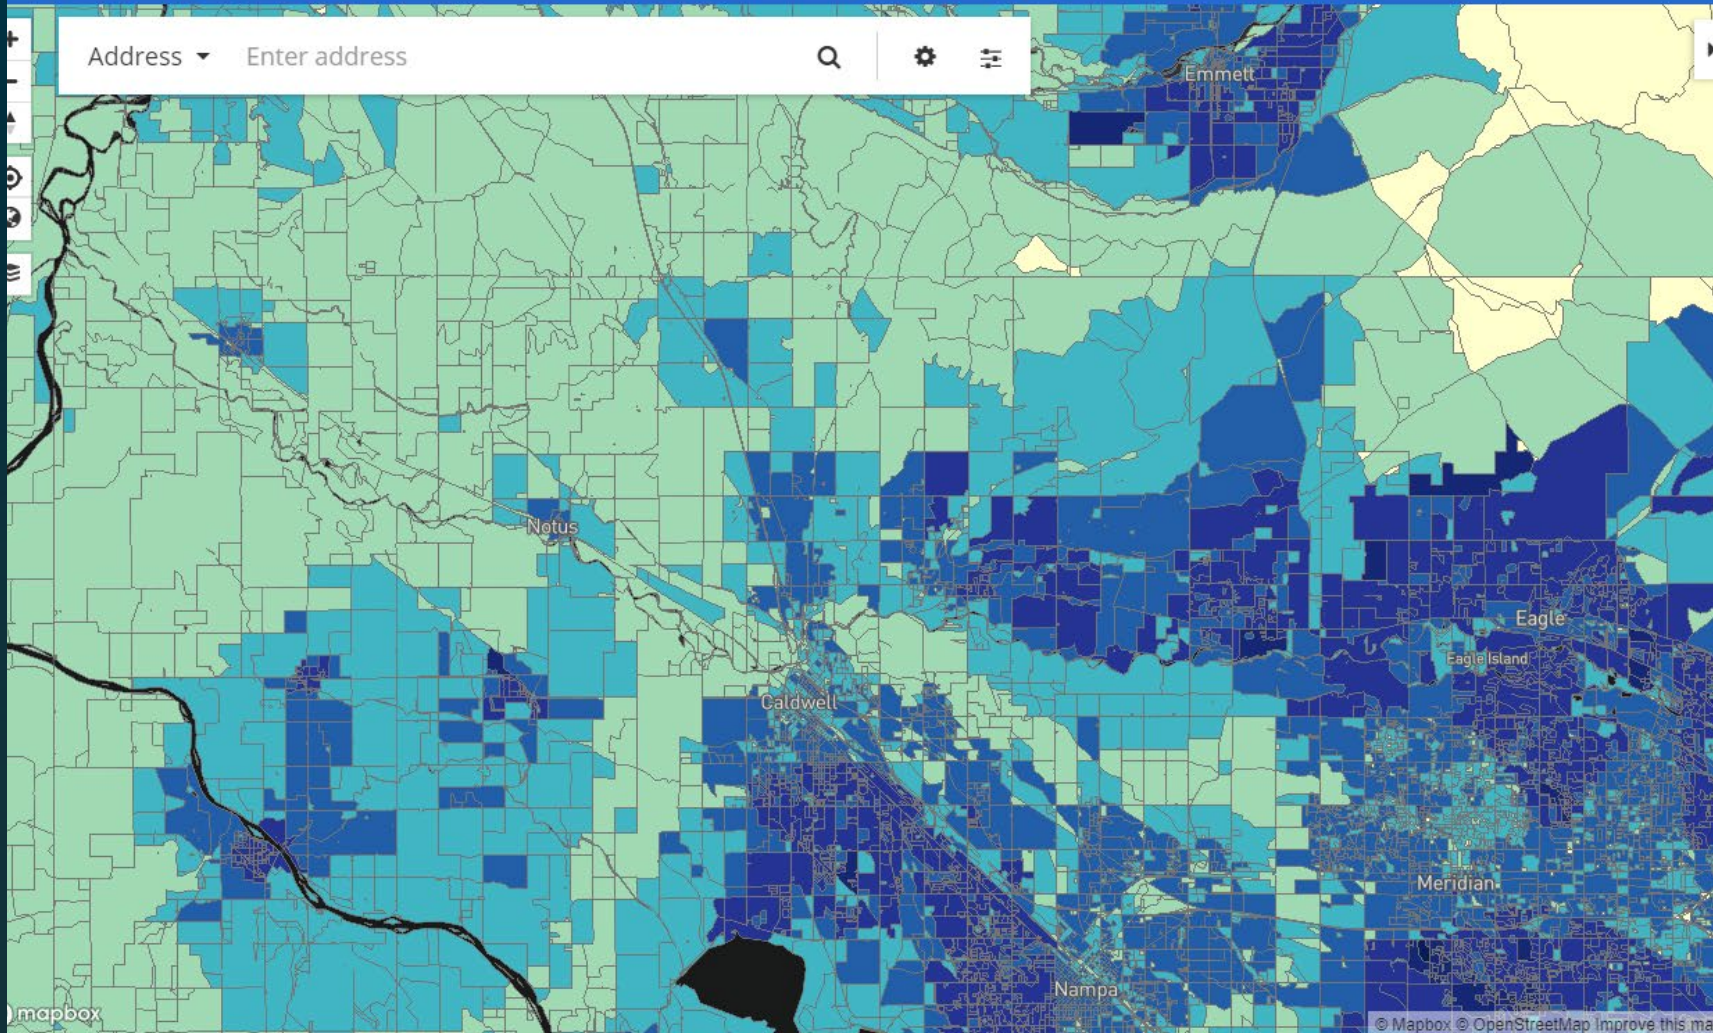 Address
Enter address
Emmett
Notus
Eagle
Eagle Island
Caldwell
Meridian
Nampa
mapbox
© Mapbox © OpenStreetMap Improve this ma